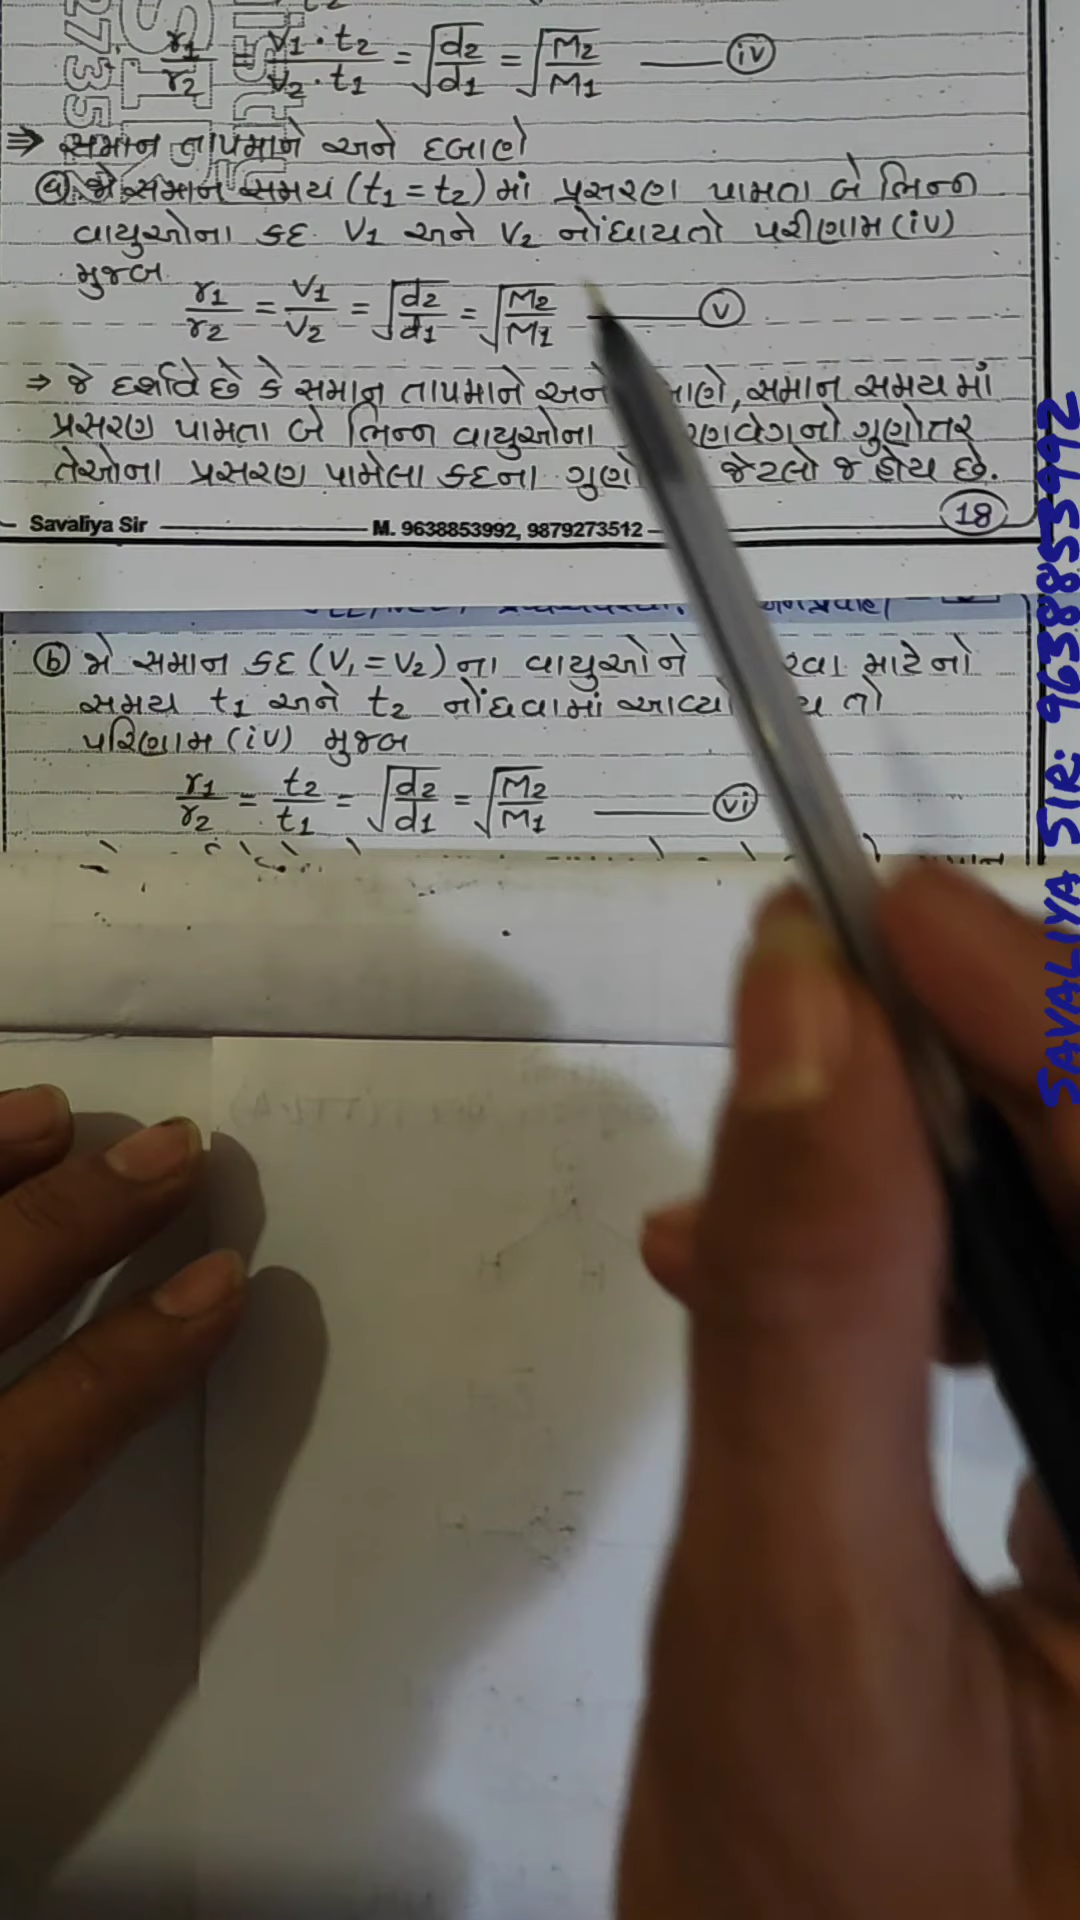 r₁/r₂ V₁·t₂/V₂·t₁ = √d₂/d₁ = √M₂/M₁ —— (iv)
⇒ સમાન તાપમાને અને દબાણે
(a) જો સમાન સમય (t₁ = t₂) માં પ્રસરણ પામતા બે ભિન્ન
વાયુઓના કદ V₁ અને V₂ નોંધાયતો પરીણામ (iv)
મુજબ
r₁/r₂ = V₁/V₂ = √d₂/d₁ = √M₂/M₁ —— (v)
⇒ જે દર્શાવે છે કે સમાન તાપમાને અને સમાન સમય માં
પ્રસરણ પામતા બે ભિન્ન વાયુઓના ગુણોતર
તેઓના પ્રસરણ પામેલા કદના જેટલો જ હોય છે.
Savaliya Sir M. 9638853992, 9879273512 18
(b) જો સમાન કદ (V₁ = V₂) ના વાયુઓને માટેનો
સમય t₁ અને t₂ નોંધવામાં આવ્યો તો
પરિણામ (iv) મુજબ
r₁/r₂ = t₂/t₁ = √d₂/d₁ = √M₂/M₁ —— (vi)
SAVALIYA SIR: 9638853992